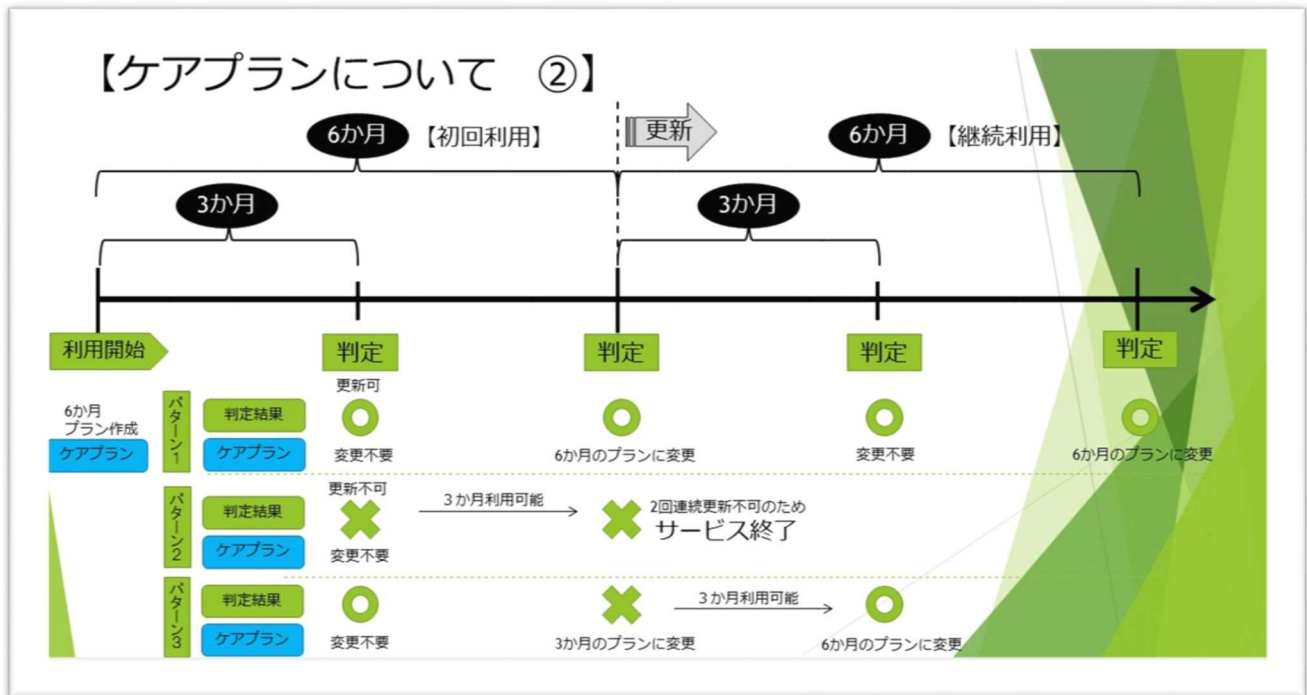 【ケアプランについて ②】
6か月 【初回利用】
更新
6か月 【継続利用】
3か月
3か月
利用開始
判定
判定
判定
判定
6か月
プラン作成
ケアプラン
パターン1
判定結果
ケアプラン
更新可
変更不要
6か月のプランに変更
変更不要
6か月のプランに変更
パターン2
判定結果
ケアプラン
更新不可
変更不要
3か月利用可能
2回連続更新不可のため
サービス終了
パターン3
判定結果
ケアプラン
変更不要
3か月のプランに変更
3か月利用可能
6か月のプランに変更